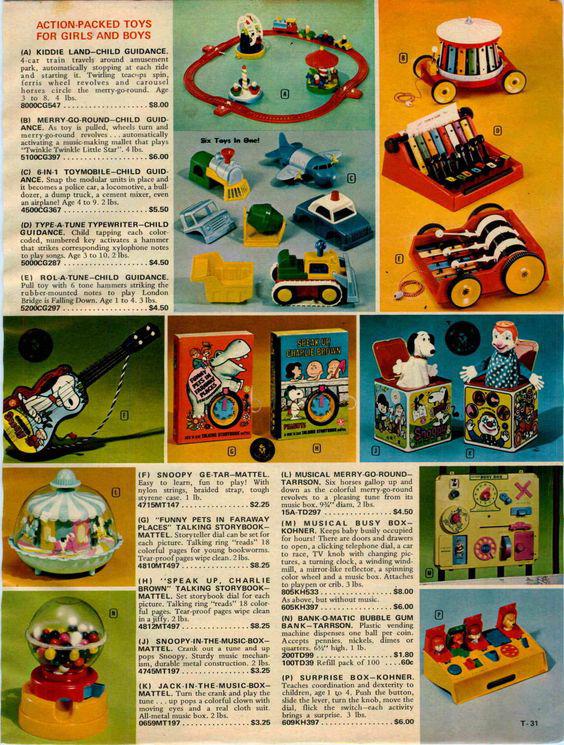 ACTION-PACKED TOYS
FOR GIRLS AND BOYS
(A) KIDDIE LAND—CHILD GUIDANCE.
4-car train travels around amusement
park, automatically stopping at each ride
and starting it. Twirling tea-cups spin,
ferris wheel revolves and carousel
horses circle the merry-go-round. Age
3 to 8. 4 lbs.
8000CG547 .................... $8.00
(B) MERRY-GO-ROUND—CHILD GUID-
ANCE. As toy is pulled, wheels turn and
merry-go-round revolves . . . automatically
activating a music-making mallet that plays
"Twinkle Twinkle Little Star". 4 lbs.
5100CG397 .................... $6.00
(C) 6-IN-1 TOYMOBILE—CHILD GUID-
ANCE. Snap the modular units in place and
it becomes a police car, a locomotive, a bull-
dozer, a dump truck, a cement mixer, even
an airplane! Age 4 to 9. 2 lbs.
4500CG367 .................... $5.50
(D) TYPE-A-TUNE TYPEWRITER—CHILD
GUIDANCE. Child tapping each color-
coded, numbered key activates a hammer
that strikes corresponding xylophone notes
to play songs. Age 3 to 10. 2 lbs.
5000CG287 .................... $4.50
(E) ROL-A-TUNE—CHILD GUIDANCE.
Pull toy with 6 tone hammers striking the
rubber-mounted notes to play London
Bridge is Falling Down. Age 1 to 4. 3 lbs.
5200CG297 .................... $4.50
A
Six Toys In One!
C
B
D
E
F
FUNNY
PETS IN
FARAWAY
PLACES
G
SPEAK UP,
CHARLIE BROWN
PEANUTS
H
Snoopy
J
K
L
N
(F) SNOOPY GE-TAR—MATTEL.
Easy to learn, fun to play! With
nylon strings, braided strap, tough
styrene case. 1 lb.
4715MT147 .................... $2.25
(G) "FUNNY PETS IN FARAWAY
PLACES" TALKING STORYBOOK—
MATTEL. Storyteller dial can be set for
each picture. Talking ring "reads" 18
colorful pages for young bookworms.
Tear-proof pages wipe clean. 2 lbs.
4810MT497 .................... $8.25
(H) "SPEAK UP, CHARLIE
BROWN" TALKING STORYBOOK—
MATTEL. Set storybook dial for each
picture. Talking ring "reads" 18 color-
ful pages. Tear-proof pages wipe clean
in a jiffy. 2 lbs.
4812MT497 .................... $8.25
(J) SNOOPY-IN-THE-MUSIC-BOX—
MATTEL. Crank out a tune and up
pops Snoopy. Sturdy music mechan-
ism, durable metal construction. 2 lbs.
4745MT197 .................... $3.25
(K) JACK-IN-THE-MUSIC-BOX—
MATTEL. Turn the crank and play the
tune . . . up pops a colorful clown with
moving eyes and a real cloth suit.
All-metal music box. 2 lbs.
0659MT197 .................... $3.25
(L) MUSICAL MERRY-GO-ROUND—
TARRSON. Six horses gallop up and
down as the colorful merry-go-round
revolves to a pleasing tune from its
music box. 9¾" diam. 2 lbs.
15A-TD297 .................... $4.50
(M) MUSICAL BUSY BOX—
KOHNER. Keeps baby busily occupied
for hours! There are doors and drawers
to open, a clicking telephone dial, a car
to race, TV knob with changing pic-
tures, a turning clock, a winding wind-
mill, a mirror-like reflector, a spinning
color wheel and a music box. Attaches
to playpen or crib. 3 lbs.
805KH533 .................... $8.00
As above, but without music.
605KH397 .................... $6.00
(N) BANK-O-MATIC BUBBLE GUM
BANK—TARRSON. Plastic vending
machine dispenses one ball per coin.
Accepts pennies, nickels, dimes or
quarters. 6½" high. 1 lb.
200TD99 .................... $1.80
100TD39 Refill pack of 100 ....60c
(P) SURPRISE BOX—KOHNER.
Teaches coordination and dexterity to
children, age 1 to 4. Push the button,
slide the lever, turn the knob, move the
dial, flick the switch—each activity
brings a surprise. 3 lbs.
609KH397 .................... $6.00
BUSY BOX
M
P
T-31